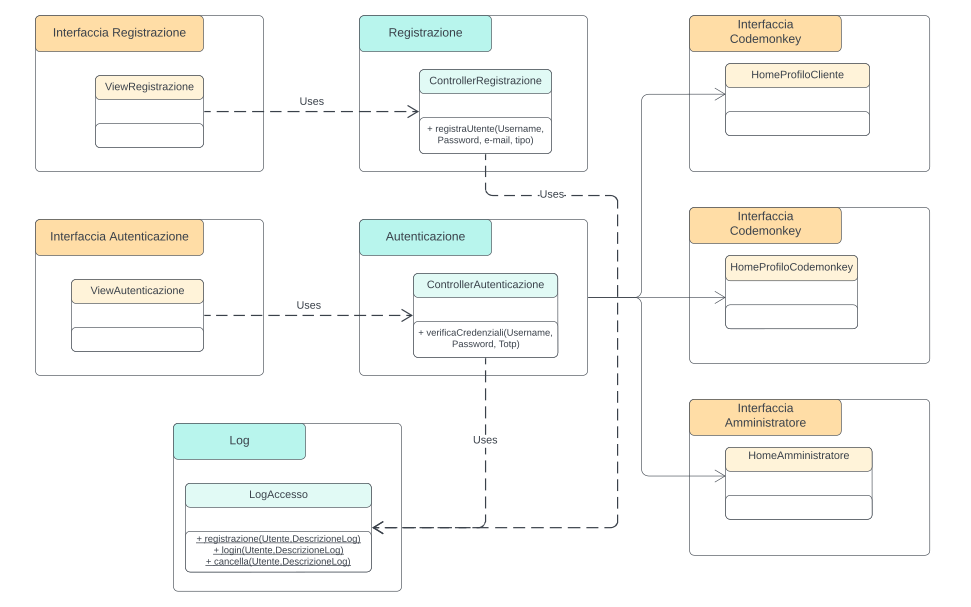 Interfaccia Registrazione
ViewRegistrazione
Uses
Registrazione
ControllerRegistrazione
+ registraUtente(Username,
Password, e-mail, tipo)
Uses
Interfaccia
Codemonkey
HomeProfiloCliente
Interfaccia Autenticazione
ViewAutenticazione
Uses
Autenticazione
ControllerAutenticazione
+ verificaCredenziali(Username,
Password, Totp)
Uses
Interfaccia
Codemonkey
HomeProfiloCodemonkey
Interfaccia
Amministratore
HomeAmministratore
Log
LogAccesso
+ registrazione(Utente,DescrizioneLog)
+ login(Utente,DescrizioneLog)
+ cancella(Utente,DescrizioneLog)